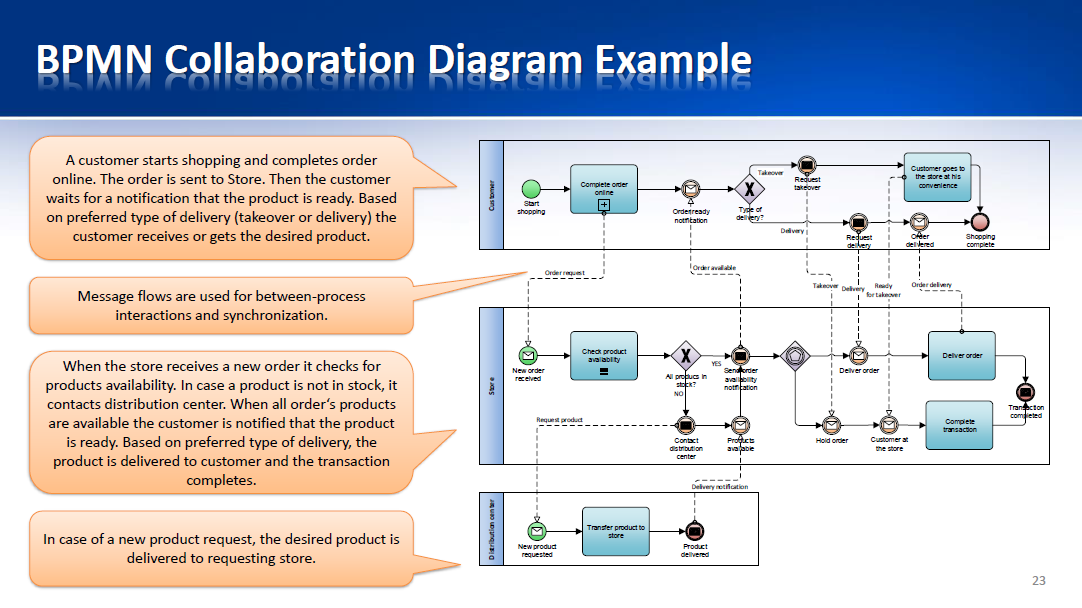 BPMN Collaboration Diagram Example
A customer starts shopping and completes order
online. The order is sent to Store. Then the customer
waits for a notification that the product is ready. Based
on preferred type of delivery (takeover or delivery) the
customer receives or gets the desired product.
Message flows are used for between-process
interactions and synchronization.
When the store receives a new order it checks for
products availability. In case a product is not in stock, it
contacts distribution center. When all order‘s products
are available the customer is notified that the product
is ready. Based on preferred type of delivery, the
product is delivered to customer and the transaction
completes.
In case of a new product request, the desired product is
delivered to requesting store.
Customer
Start
shopping
Complete order
online
Order ready
notification
X
Type of
delivery?
Takeover
Request
takeover
Customer goes to
the store at his
convenience
Delivery
Request
delivery
Order
delivered
Shopping
complete
Order request
Order available
Takeover
Delivery
Ready
for takeover
Order delivery
Store
New order
received
Check product
availability
X
All producs in
stock?
YES
NO
Send order
availability
notification
Deliver order
Deliver order
Transaction
completed
Request product
Contact
distribution
center
Products
available
Hold order
Customer at
the store
Complete
transaction
Delivery notification
Distribution center
New product
requested
Transfer product to
store
Product
delivered
23